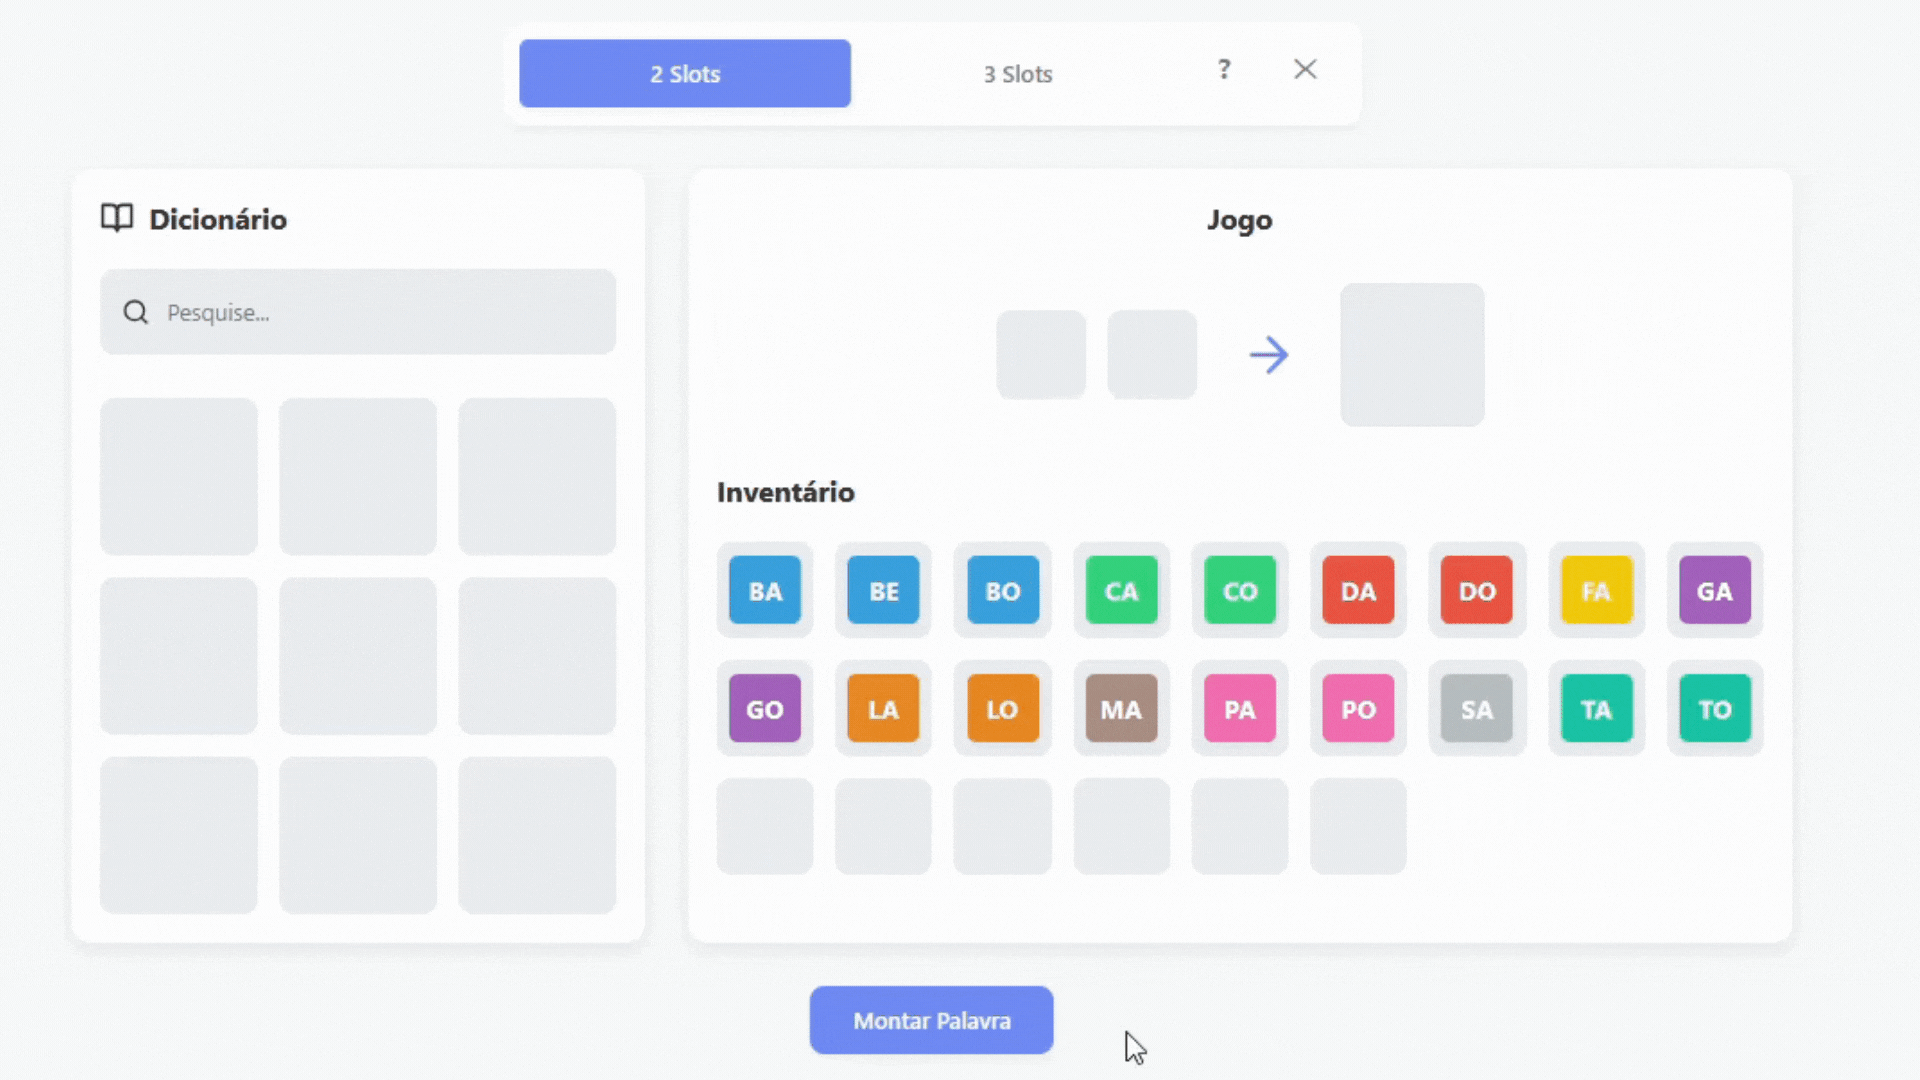 2 Slots 3 Slots ?
Dicionário
Pesquise...
Jogo
Inventário
BA BE BO CA CO DA DO FA GA
GO LA LO MA PA PO SA TA TO
Montar Palavra